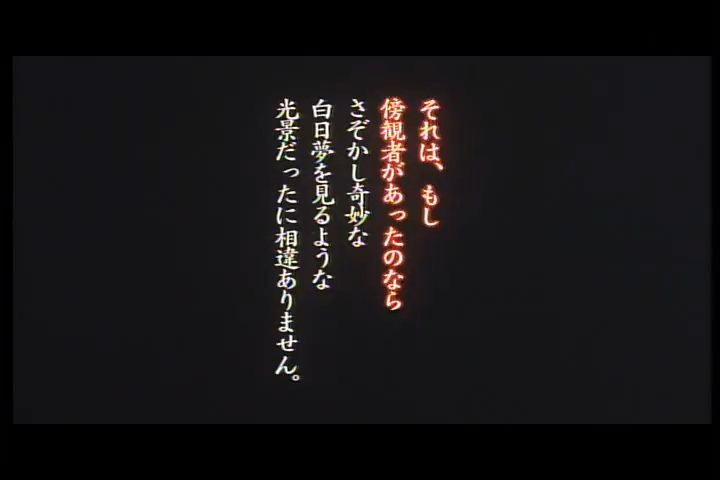 それは、もし
傍観者があったのなら
さぞかし奇妙な
白日夢を見るような
光景だったに相違ありません。